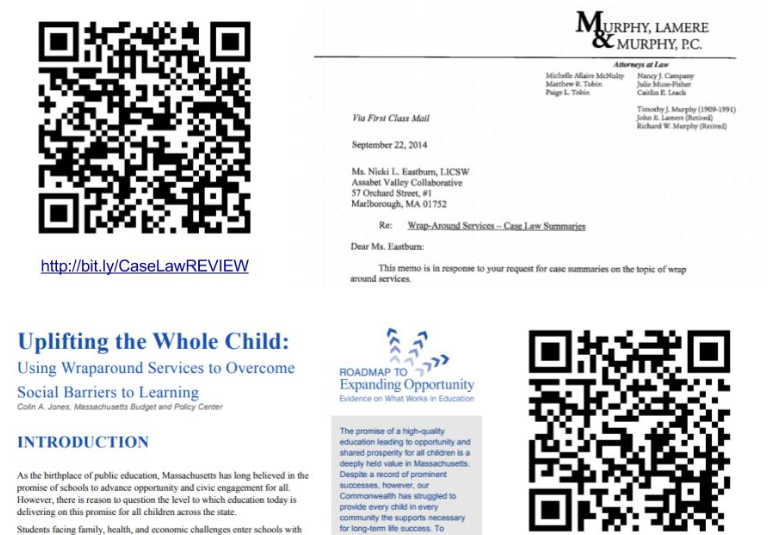 MURPHY, LAMERE
& MURPHY, P.C.
Attorneys at Law
Michelle Allaire McNulty
Matthew R. Tobin
Paige L. Tobin
Nancy J. Campany
Julie Muse-Fisher
Caitlin E. Leach
Timothy J. Murphy (1909-1991)
John E. Lamere (Retired)
Richard W. Murphy (Retired)
Via First Class Mail
September 22, 2014
Ms. Nicki L. Eastburn, LICSW
Assabet Valley Collaborative
57 Orchard Street, #1
Marlborough, MA 01752
Re: Wrap-Around Services – Case Law Summaries
Dear Ms. Eastburn:
This memo is in response to your request for case summaries on the topic of wrap
around services.
http://bit.ly/CaseLawREVIEW
Uplifting the Whole Child:
Using Wraparound Services to Overcome
Social Barriers to Learning
Colin A. Jones, Massachusetts Budget and Policy Center
INTRODUCTION
As the birthplace of public education, Massachusetts has long believed in the
promise of schools to advance opportunity and civic engagement for all.
However, there is reason to question the level to which education today is
delivering on this promise for all children across the state.
Students facing family, health, and economic challenges enter schools with
ROADMAP TO
Expanding Opportunity
Evidence on What Works in Education
The promise of a high-quality
education leading to opportunity and
shared prosperity for all children is a
deeply held value in Massachusetts.
Despite a record of prominent
successes, however, our
Commonwealth has struggled to
provide every child in every
community the supports necessary
for long-term life success. To